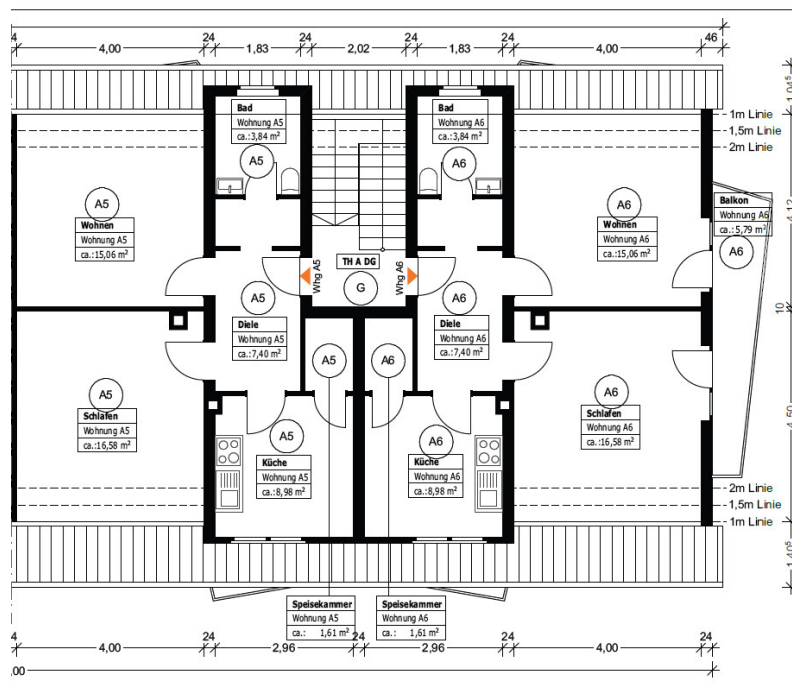 4 4,00 24 1,83 24 2,02 24 1,83 24 4,00 46
1,04⁵
1m Linie
1,5m Linie
2m Linie
Bad
Wohnung A5
ca.:3,84 m²
A5
Bad
Wohnung A6
ca.:3,84 m²
A6
A5
Wohnen
Wohnung A5
ca.:15,06 m²
A6
Wohnen
Wohnung A6
ca.:15,06 m²
Balkon
Wohnung A6
ca.:5,79 m²
A6
4,12
Whg A5
TH A DG
G
Whg A6
A5
Diele
Wohnung A5
ca.:7,40 m²
A6
Diele
Wohnung A6
ca.:7,40 m²
10
A5
A6
A5
Schlafen
Wohnung A5
ca.:16,58 m²
A6
Schlafen
Wohnung A6
ca.:16,58 m²
A5
Küche
Wohnung A5
ca.:8,98 m²
A6
Küche
Wohnung A6
ca.:8,98 m²
4,50
2m Linie
1,5m Linie
1m Linie
1,40⁵
Speisekammer
Wohnung A5
ca.: 1,61 m²
Speisekammer
Wohnung A6
ca.: 1,61 m²
4 4,00 24 2,96 24 2,96 24 4,00 24
,00